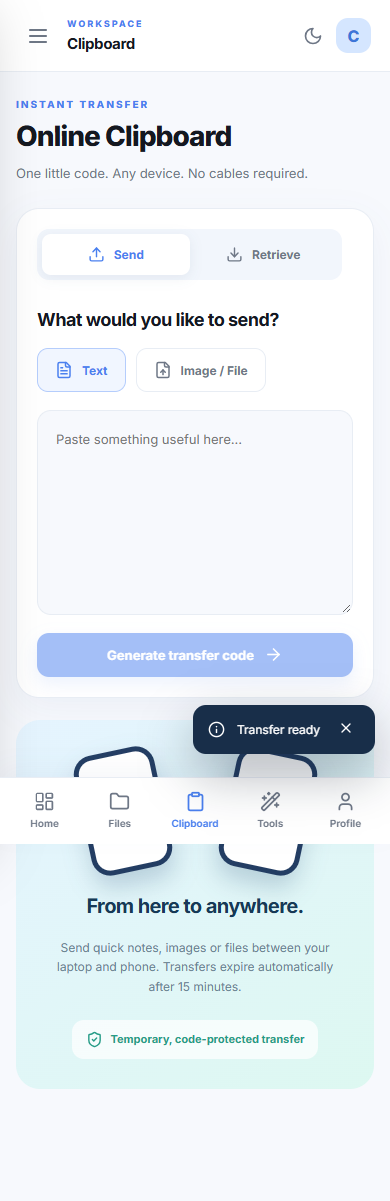 WORKSPACE
Clipboard
C
INSTANT TRANSFER
Online Clipboard
One little code. Any device. No cables required.
Send
Retrieve
What would you like to send?
Text
Image / File
Paste something useful here...
Generate transfer code
Transfer ready
Home
Files
Clipboard
Tools
Profile
From here to anywhere.
Send quick notes, images or files between your
laptop and phone. Transfers expire automatically
after 15 minutes.
Temporary, code-protected transfer